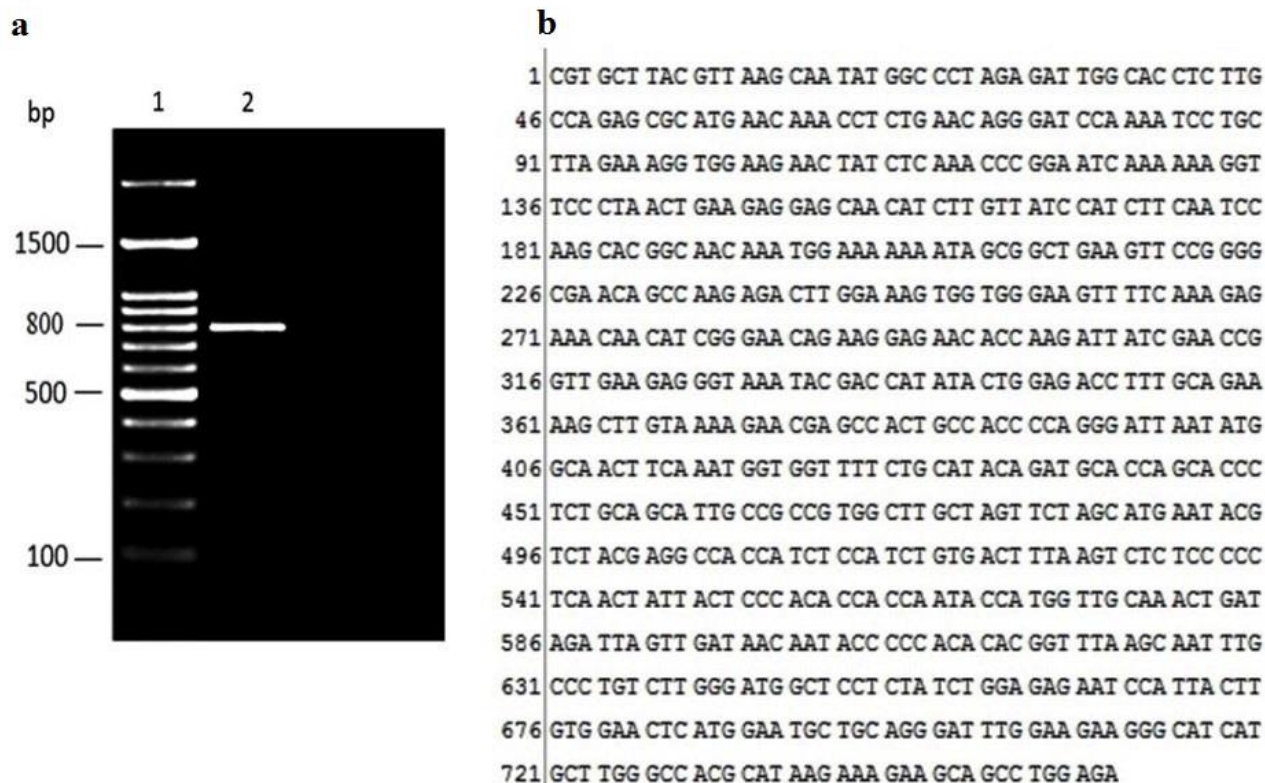 a
bp
1 2
1500
800
500
100
b
1 CGT GCT TAC GTT AAG CAA TAT GGC CCT AGA GAT TGG CAC CTC TTG
46 CCA GAG CGC ATG AAC AAA CCT CTG AAC AGG GAT CCA AAA TCC TGC
91 TTA GAA AGG TGG AAG AAC TAT CTC AAA CCC GGA ATC AAA AAA GGT
136 TCC CTA ACT GAA GAG GAG CAA CAT CTT GTT ATC CAT CTT CAA TCC
181 AAG CAC GGC AAC AAA TGG AAA AAA ATA GCG GCT GAA GTT CCG GGG
226 CGA ACA GCC AAG AGA CTT GGA AAG TGG TGG GAA GTT TTC AAA GAG
271 AAA CAA CAT CGG GAA CAG AAG GAG AAC ACC AAG ATT ATC GAA CCG
316 GTT GAA GAG GGT AAA TAC GAC CAT ATA CTG GAG ACC TTT GCA GAA
361 AAG CTT GTA AAA GAA CGA GCC ACT GCC ACC CCA GGG ATT AAT ATG
406 GCA ACT TCA AAT GGT GGT TTT CTG CAT ACA GAT GCA CCA GCA CCC
451 TCT GCA GCA TTG CCG CCG TGG CTT GCT AGT TCT AGC ATG AAT ACG
496 TCT ACG AGG CCA CCA TCT CCA TCT GTG ACT TTA AGT CTC TCC CCC
541 TCA ACT ATT ACT CCC ACA CCA CCA ATA CCA TGG TTG CAA ACT GAT
586 AGA TTA GTT GAT AAC AAT ACC CCC ACA CAC GGT TTA AGC AAT TTG
631 CCC TGT CTT GGG ATG GCT CCT CTA TCT GGA GAG AAT CCA TTA CTT
676 GTG GAA CTC ATG GAA TGC TGC AGG GAT TTG GAA GAA GGG CAT CAT
721 GCT TGG GCC ACG CAT AAG AAA GAA GCA GCC TGG AGA